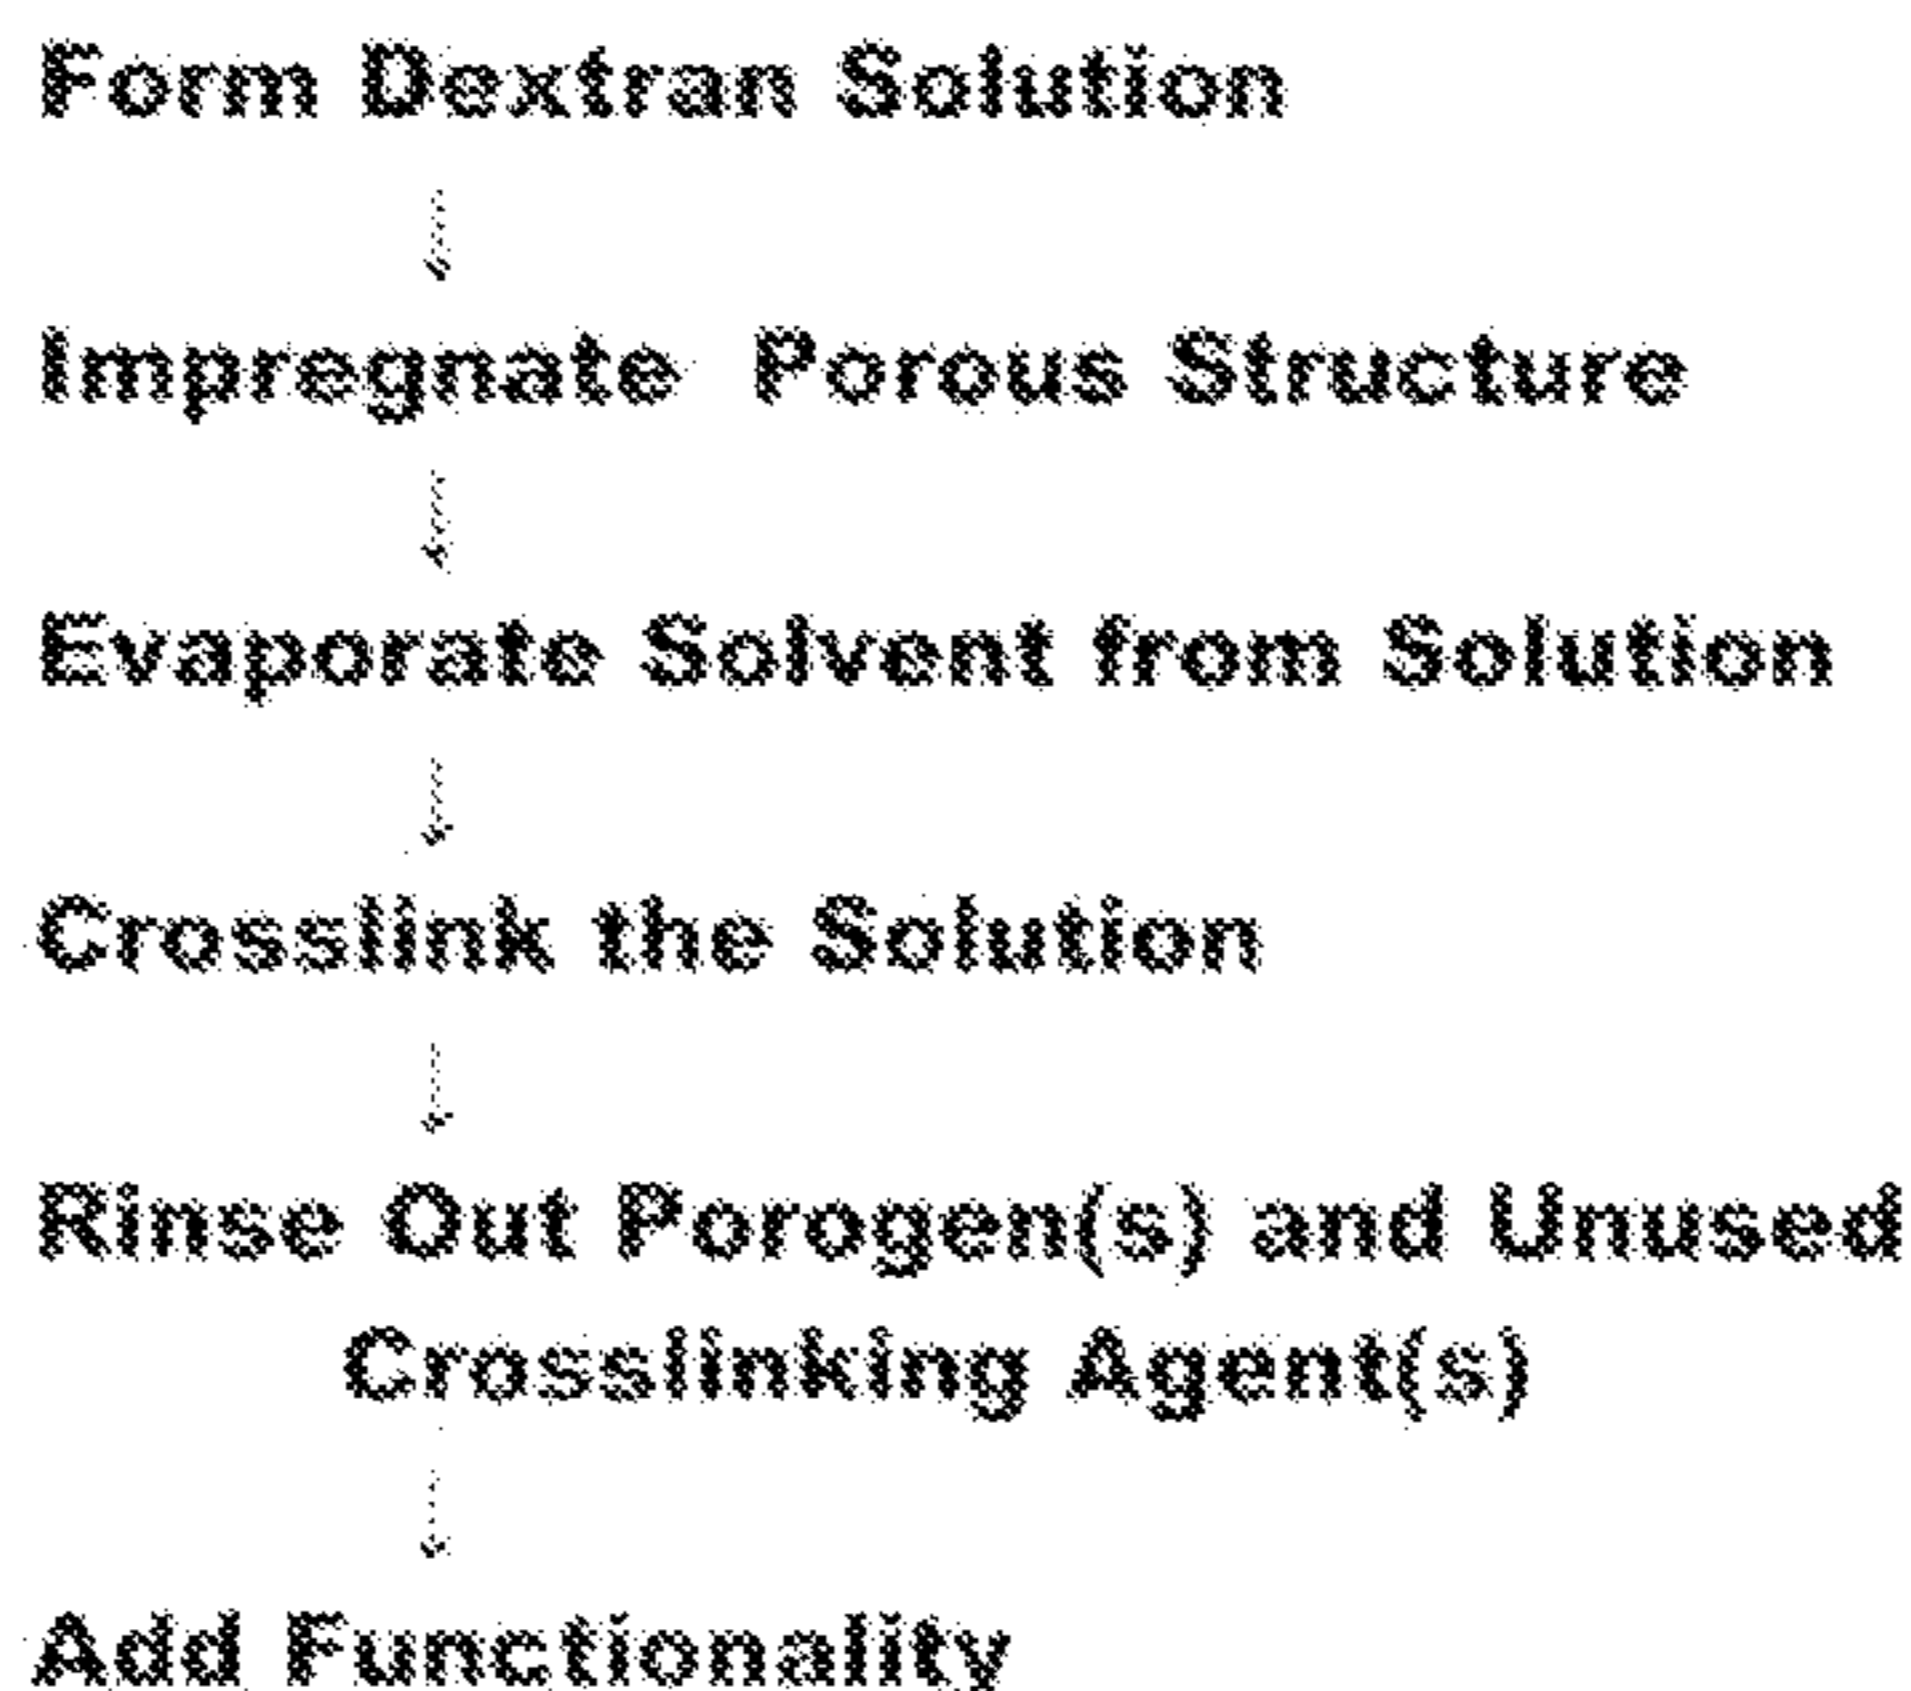 Form Dextran Solution
Impregnate Porous Structure
Evaporate Solvent from Solution
Crosslink the Solution
Rinse Out Porogen(s) and Unused
Crosslinking Agent(s)
Add Functionality